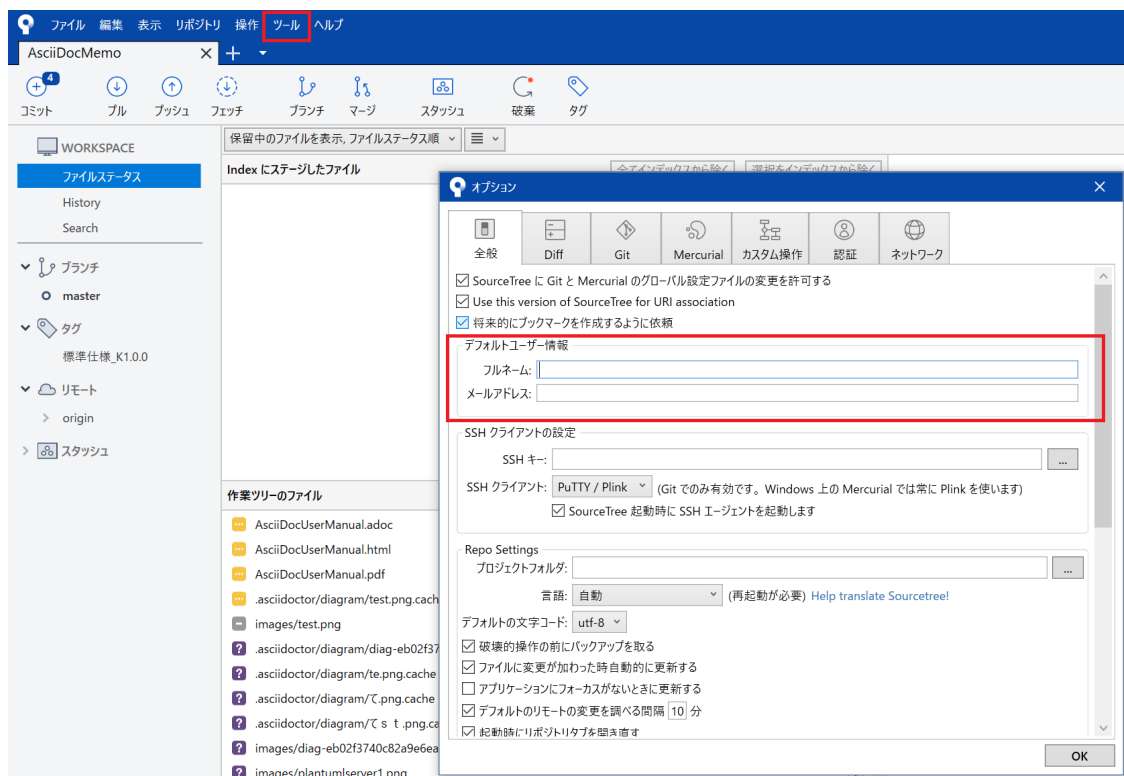 ファイル 編集 表示 リポジトリ 操作 ツール ヘルプ
AsciiDocMemo
4
コミット プル プッシュ フェッチ ブランチ マージ スタッシュ 破棄 タグ
WORKSPACE
ファイルステータス
History
Search
ブランチ
master
タグ
標準仕様_K1.0.0
リモート
origin
スタッシュ
保留中のファイルを表示, ファイルステータス順
Index にステージしたファイル
全てインデックスから除く 選択をインデックスから除く
作業ツリーのファイル
AsciiDocUserManual.adoc
AsciiDocUserManual.html
AsciiDocUserManual.pdf
.asciidoctor/diagram/test.png.cach
images/test.png
.asciidoctor/diagram/diag-eb02f37
.asciidoctor/diagram/te.png.cache
.asciidoctor/diagram/て.png.cache
.asciidoctor/diagram/てｓｔ.png.ca
images/diag-eb02f3740c82a9e6ea
images/plantumlserver1.png
オプション
全般 Diff Git Mercurial カスタム操作 認証 ネットワーク
SourceTree に Git と Mercurial のグローバル設定ファイルの変更を許可する
Use this version of SourceTree for URI association
将来的にブックマークを作成するように依頼
デフォルトユーザー情報
フルネーム:
メールアドレス:
SSH クライアントの設定
SSH キー: ...
SSH クライアント: PuTTY / Plink (Git でのみ有効です。Windows 上の Mercurial では常に Plink を使います)
SourceTree 起動時に SSH エージェントを起動します
Repo Settings
プロジェクトフォルダ: ...
言語: 自動 (再起動が必要) Help translate Sourcetree!
デフォルトの文字コード: utf-8
破壊的操作の前にバックアップを取る
ファイルに変更が加わった時自動的に更新する
アプリケーションにフォーカスがないときに更新する
デフォルトのリモートの変更を調べる間隔 10 分
起動時にリポジトリタブを開き直す
OK